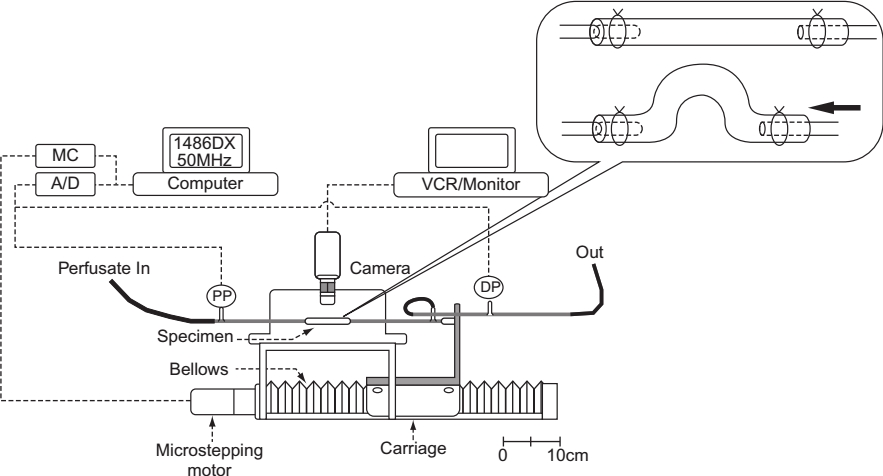 1486DX
50MHz
MC
A/D
Computer
VCR/Monitor
Perfusate In
PP
Camera
DP
Out
Specimen
Bellows
Microstepping
motor
Carriage
0 10cm